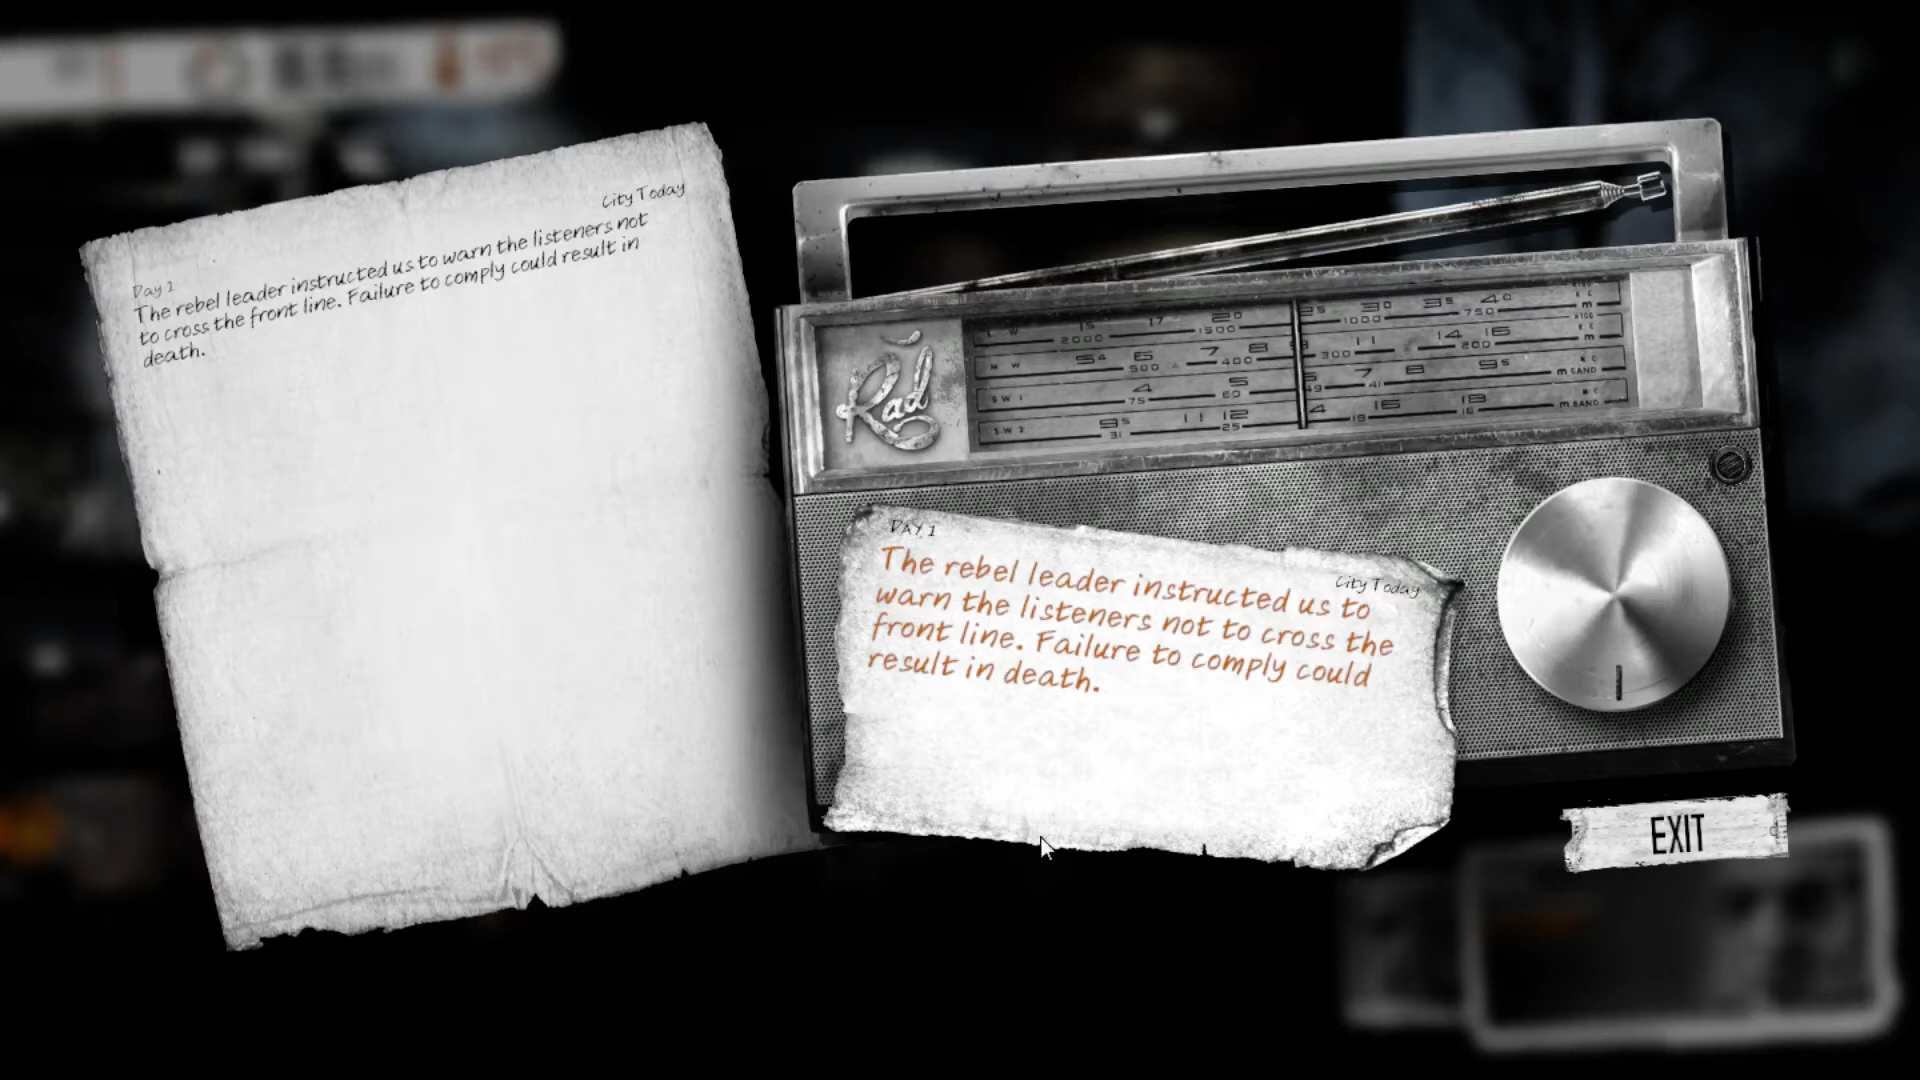 City Today
Day 1
The rebel leader instructed us to warn the listeners not
to cross the front line. Failure to comply could result in
death.
Rad
DAY 1
City Today
The rebel leader instructed us to
warn the listeners not to cross the
front line. Failure to comply could
result in death.
EXIT